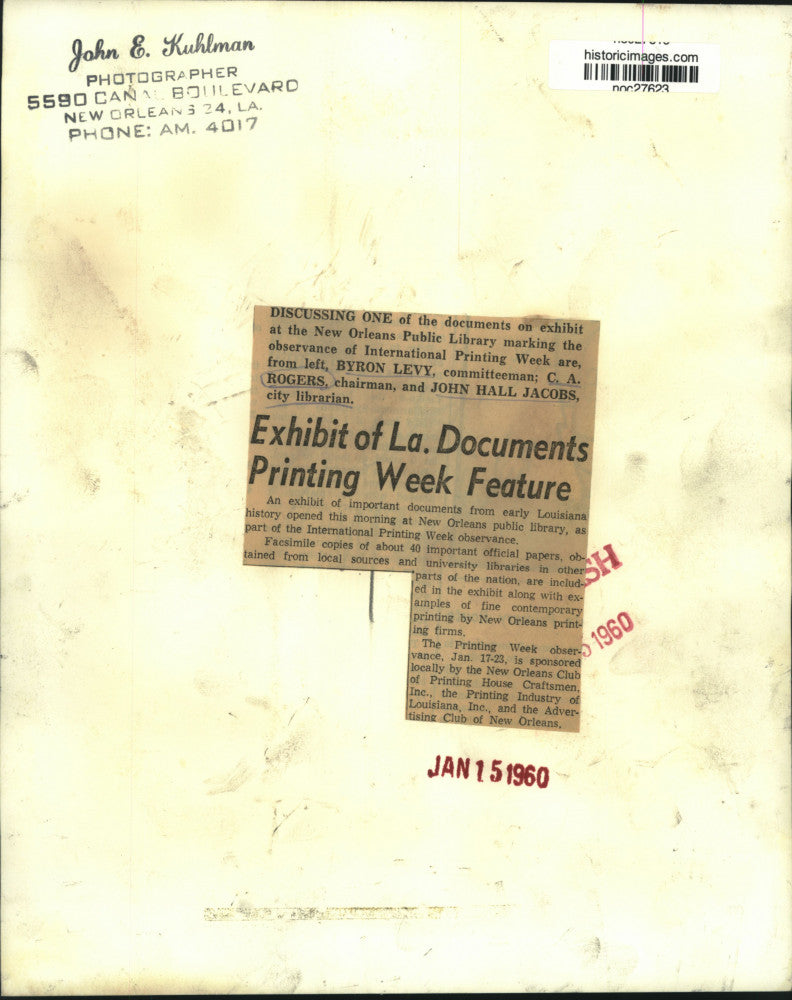 John E. Kuhlman
PHOTOGRAPHER
5590 CANAL BOULEVARD
NEW ORLEANS 24, LA.
PHONE: AM. 4017
historicimages.com
noc27623
DISCUSSING ONE of the documents on exhibit
at the New Orleans Public Library marking the
observance of International Printing Week are,
from left, BYRON LEVY, committeeman; C. A.
ROGERS, chairman, and JOHN HALL JACOBS,
city librarian.
Exhibit of La. Documents
Printing Week Feature
An exhibit of important documents from early Louisiana
history opened this morning at New Orleans public library, as
part of the International Printing Week observance.
Facsimile copies of about 40 important official papers, ob-
tained from local sources and university libraries in other
parts of the nation, are includ-
ed in the exhibit along with ex-
amples of fine contemporary
printing by New Orleans print-
ing firms.
The Printing Week obser-
vance, Jan. 17-23, is sponsored
locally by the New Orleans Club
of Printing House Craftsmen,
Inc., the Printing Industry of
Louisiana, Inc., and the Adver-
tising Club of New Orleans.
SH
5 1960
JAN 15 1960